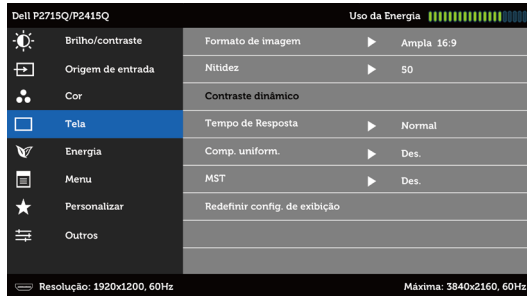 Dell P2715Q/P2415Q Uso da Energia
Brilho/contraste Formato de imagem Ampla 16:9
Origem de entrada Nitidez 50
Cor Contraste dinâmico
Tela Tempo de Resposta Normal
Energia Comp. uniform. Des.
Menu MST Des.
Personalizar Redefinir config. de exibição
Outros
Resolução: 1920x1200, 60Hz Máxima: 3840x2160, 60Hz